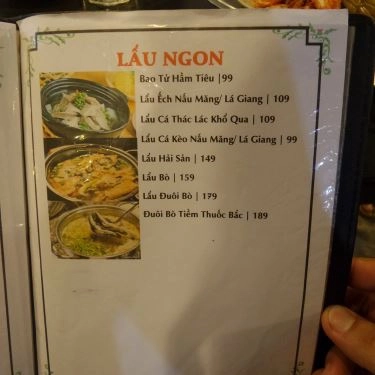 LẨU NGON
Bao Tử Hầm Tiêu |99
Lẩu Ếch Nấu Măng/ Lá Giang | 109
Lẩu Cá Thác Lác Khổ Qua | 109
Lẩu Cá Kèo Nấu Măng/ Lá Giang | 99
Lẩu Hải Sản | 149
Lẩu Bò | 159
Lẩu Đuôi Bò | 179
Đuôi Bò Tiềm Thuốc Bắc | 189